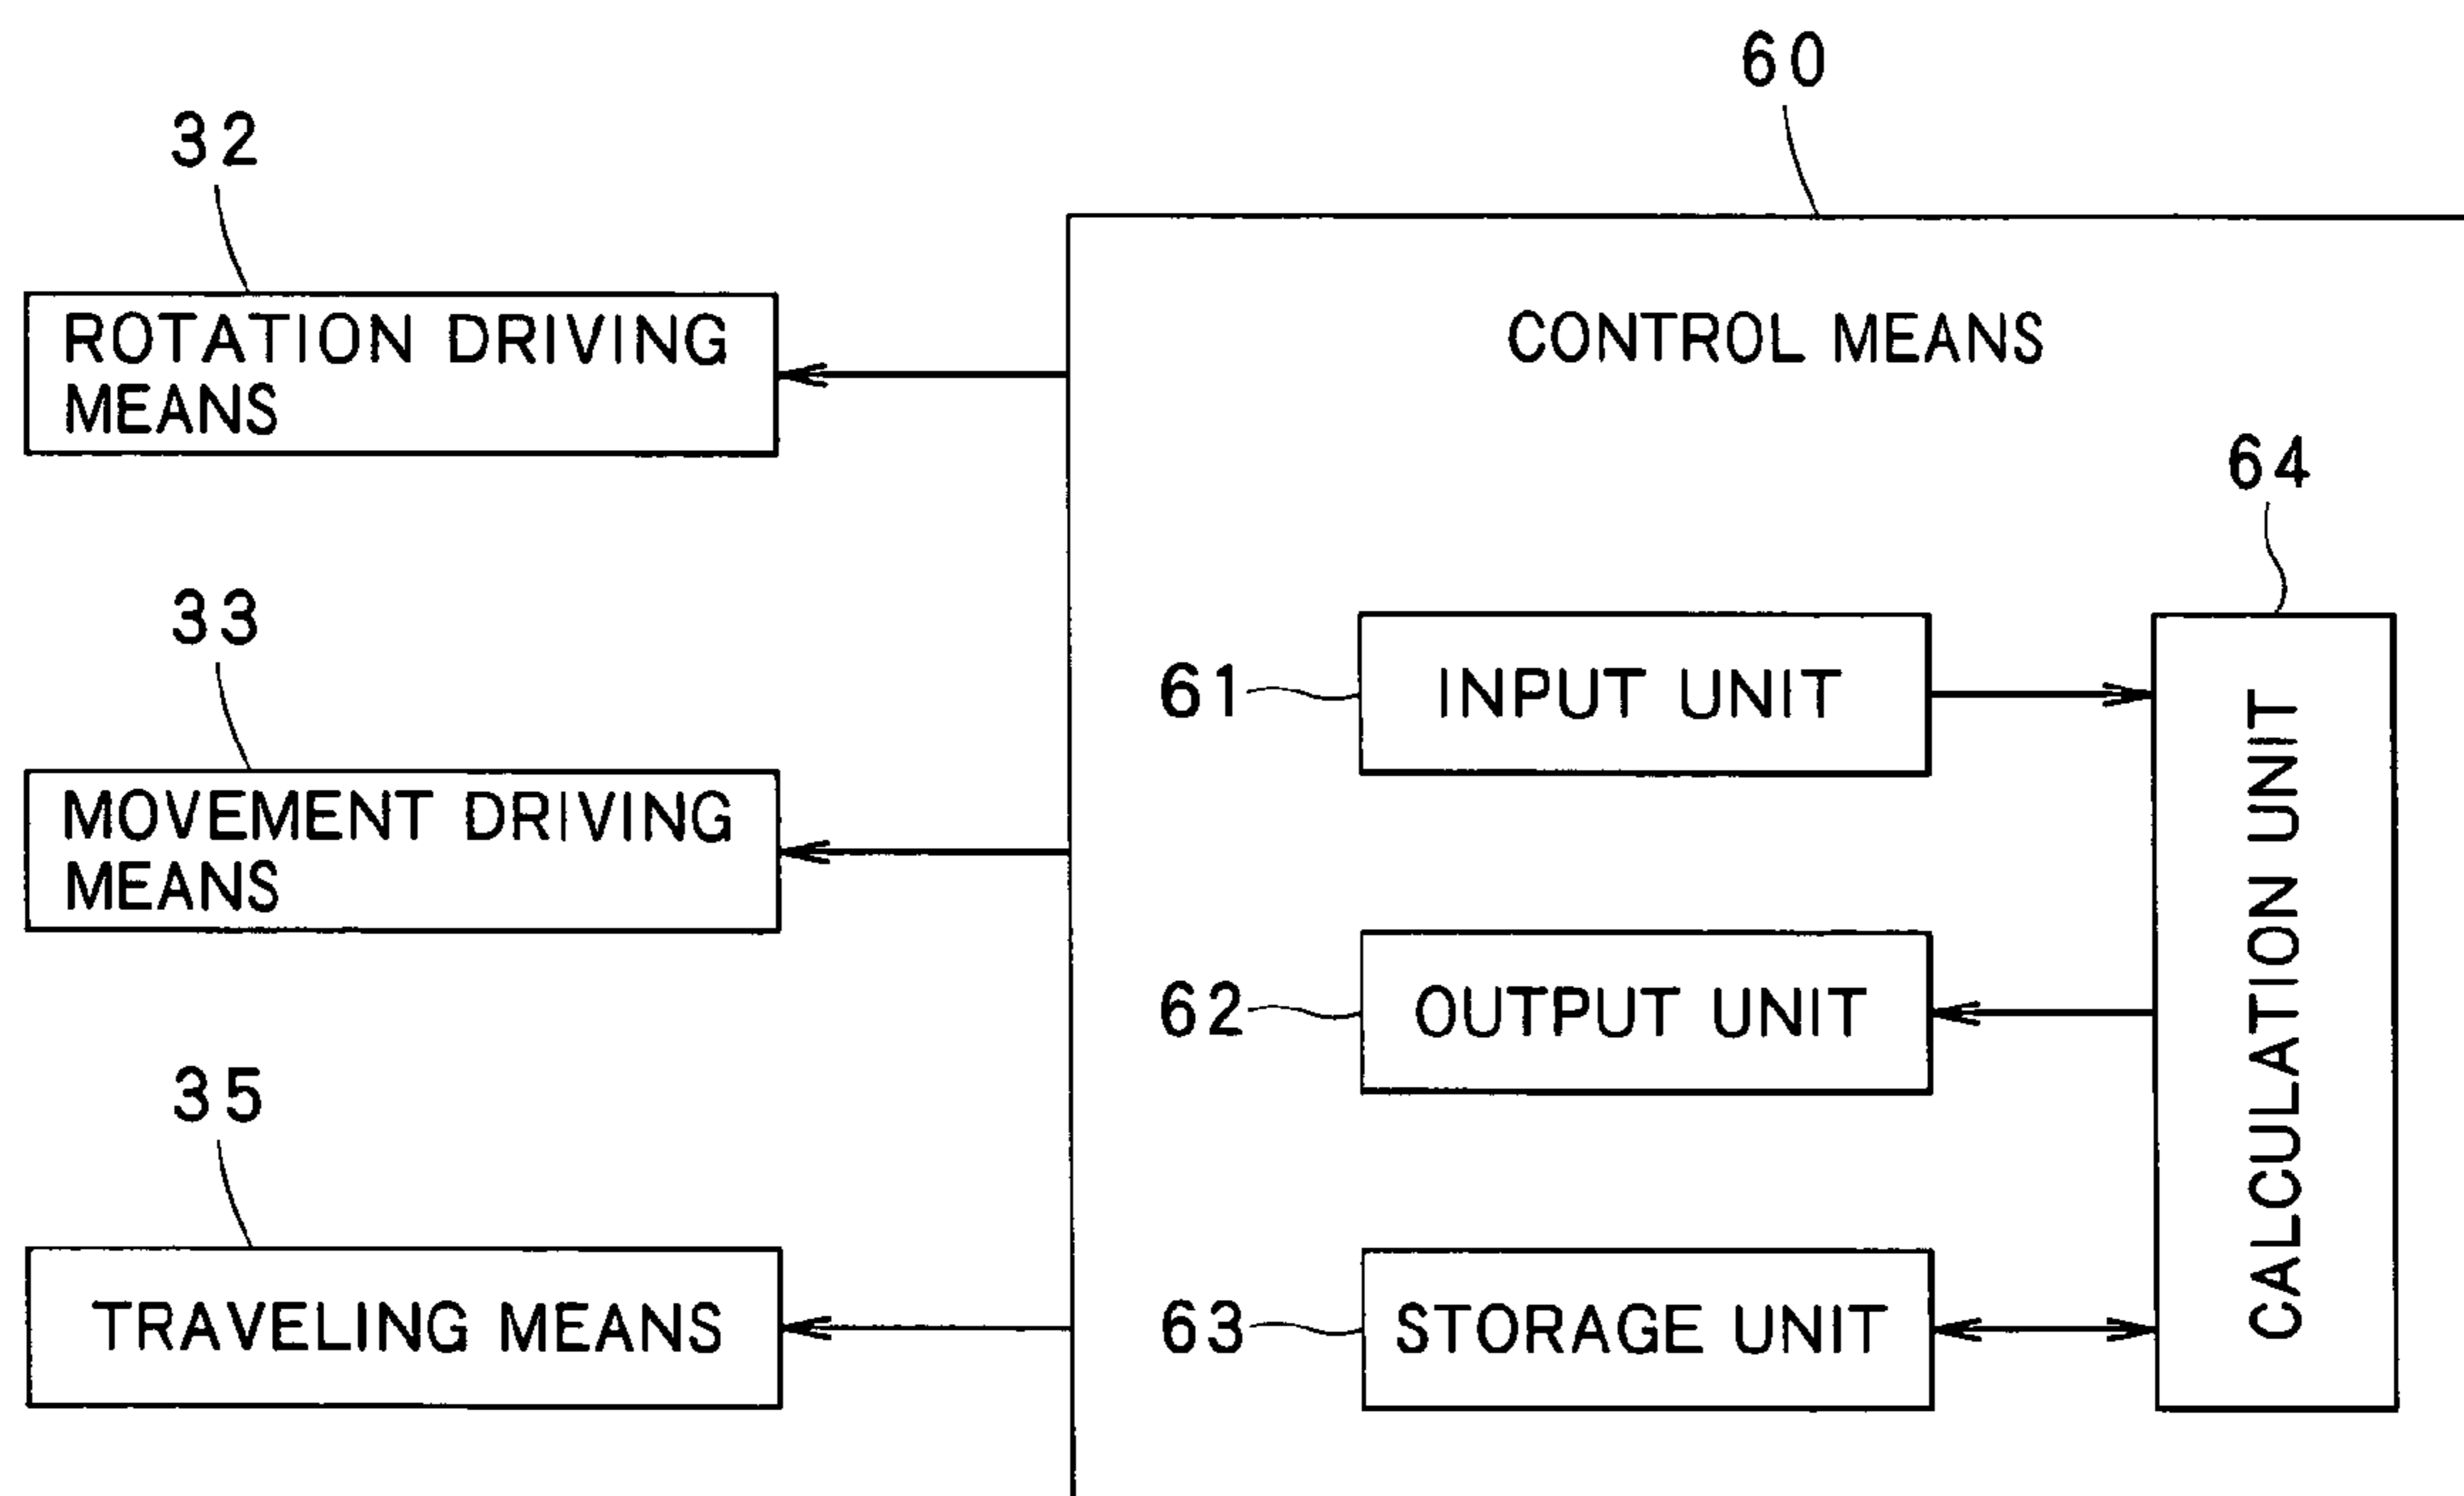 60
32
ROTATION DRIVING
MEANS
CONTROL MEANS
64
33
MOVEMENT DRIVING
MEANS
61
INPUT UNIT
CALCULATION UNIT
62
OUTPUT UNIT
35
TRAVELING MEANS
63
STORAGE UNIT